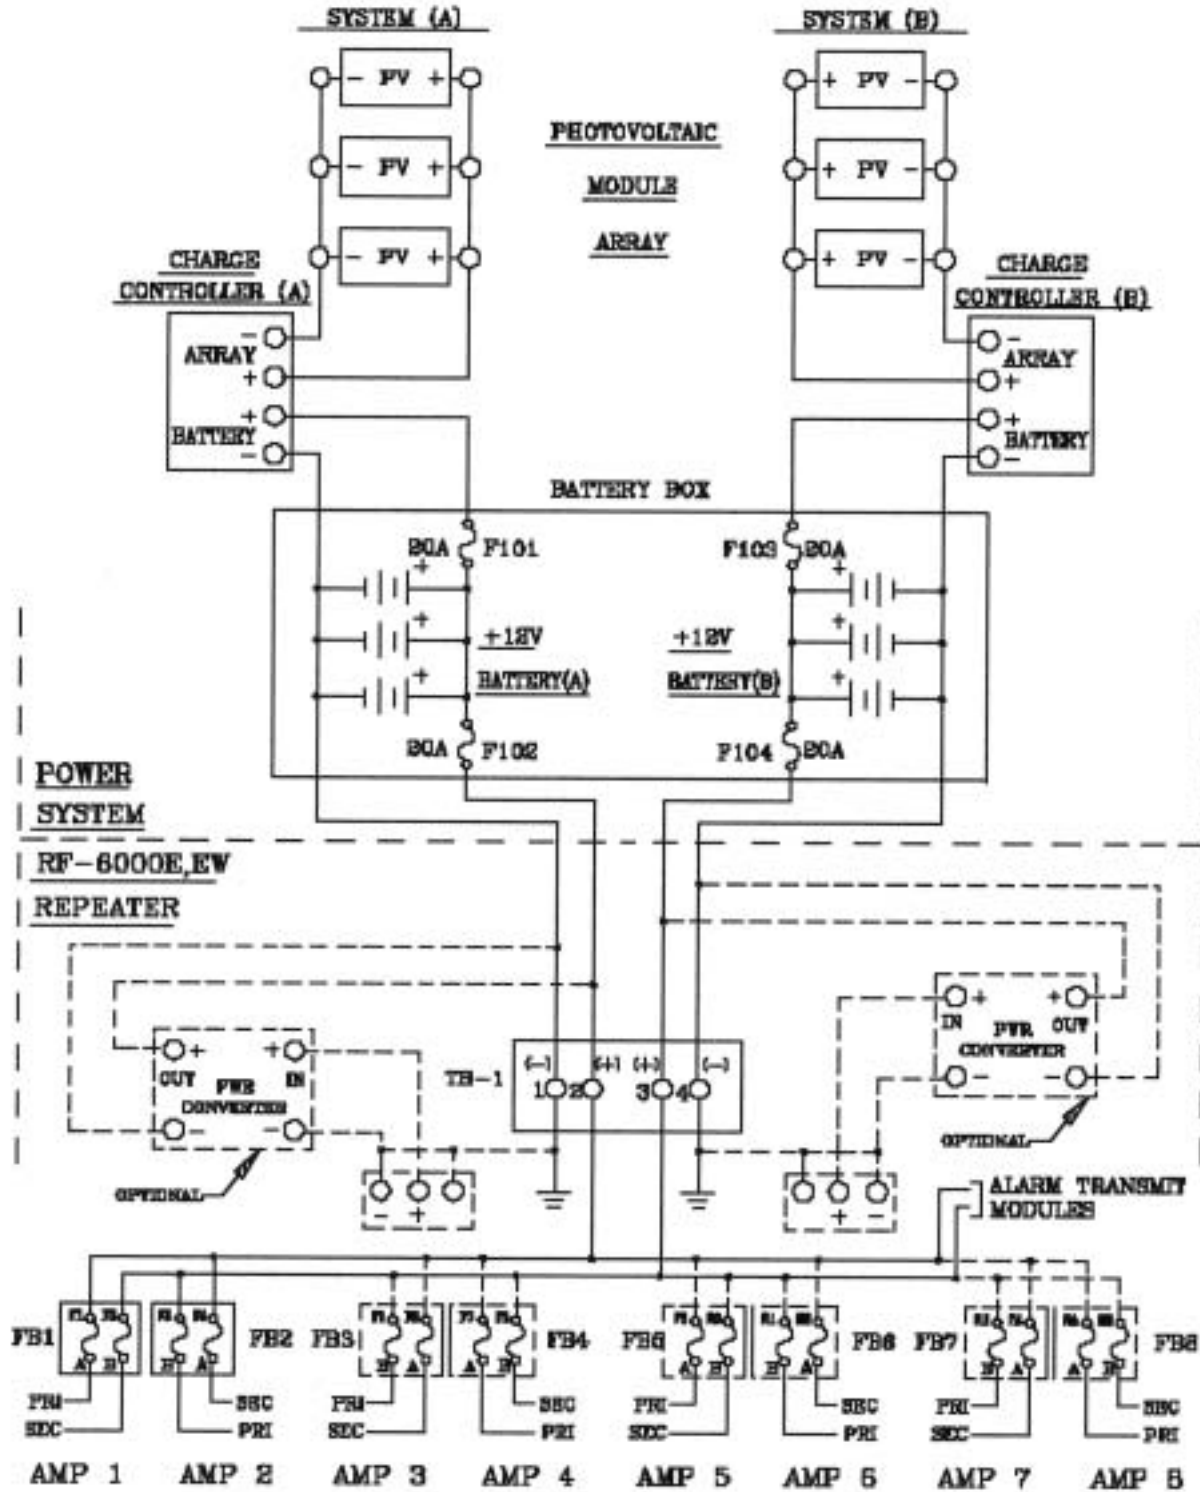 SYSTEM (A)
SYSTEM (B)
- PV +
+ PV -
PHOTOVOLTAIC
MODULE
ARRAY
- PV +
+ PV -
- PV +
+ PV -
CHARGE
CONTROLLER (A)
CHARGE
CONTROLLER (B)
-
ARRAY
+
+
BATTERY
-
-
ARRAY
+
+
BATTERY
-
BATTERY BOX
20A F101
F103 20A
+
+
+
+
+
+
+12V
BATTERY(A)
+12V
BATTERY(B)
20A F102
F104 20A
POWER
SYSTEM
RF-6000E,EW
REPEATER
+ +
OUT PWR IN
CONVERTER
- -
OPTIONAL
TB-1
(-) (+) (+) (-)
1 2 3 4
+ +
IN PWR OUT
CONVERTER
- -
OPTIONAL
- +
+ -
ALARM TRANSMIT
MODULES
FB1
A B
FB2
B A
FB3
B A
FB4
A B
FB5
A B
FB6
B A
FB7
B A
FB8
A B
PRI
SEC
SEC
PRI
PRI
SEC
SEC
PRI
PRI
SEC
SEC
PRI
PRI
SEC
SEC
PRI
AMP 1
AMP 2
AMP 3
AMP 4
AMP 5
AMP 6
AMP 7
AMP 8